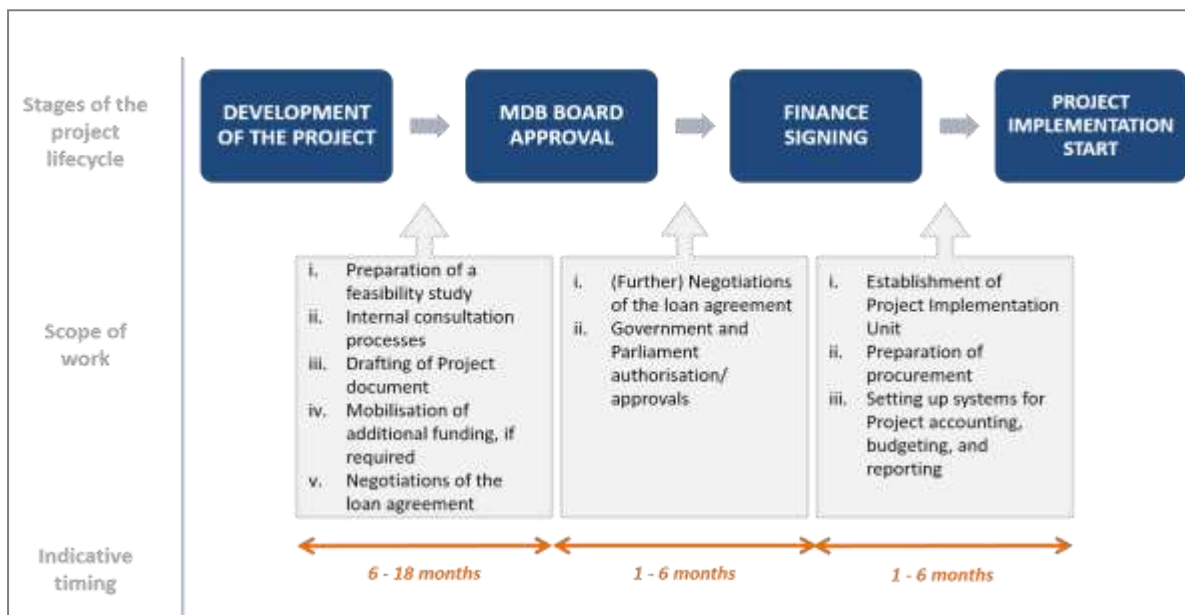 Stages of the
project
lifecycle
DEVELOPMENT
OF THE PROJECT
MDB BOARD
APPROVAL
FINANCE
SIGNING
PROJECT
IMPLEMENTATION
START
Scope of
work
i. Preparation of a
feasibility study
ii. Internal consultation
processes
iii. Drafting of Project
document
iv. Mobilisation of
additional funding, if
required
v. Negotiations of the
loan agreement
i. (Further) Negotiations
of the loan agreement
ii. Government and
Parliament
authorisation/
approvals
i. Establishment of
Project Implementation
Unit
ii. Preparation of
procurement
iii. Setting up systems for
Project accounting,
budgeting, and
reporting
Indicative
timing
6 - 18 months
1 - 6 months
1 - 6 months